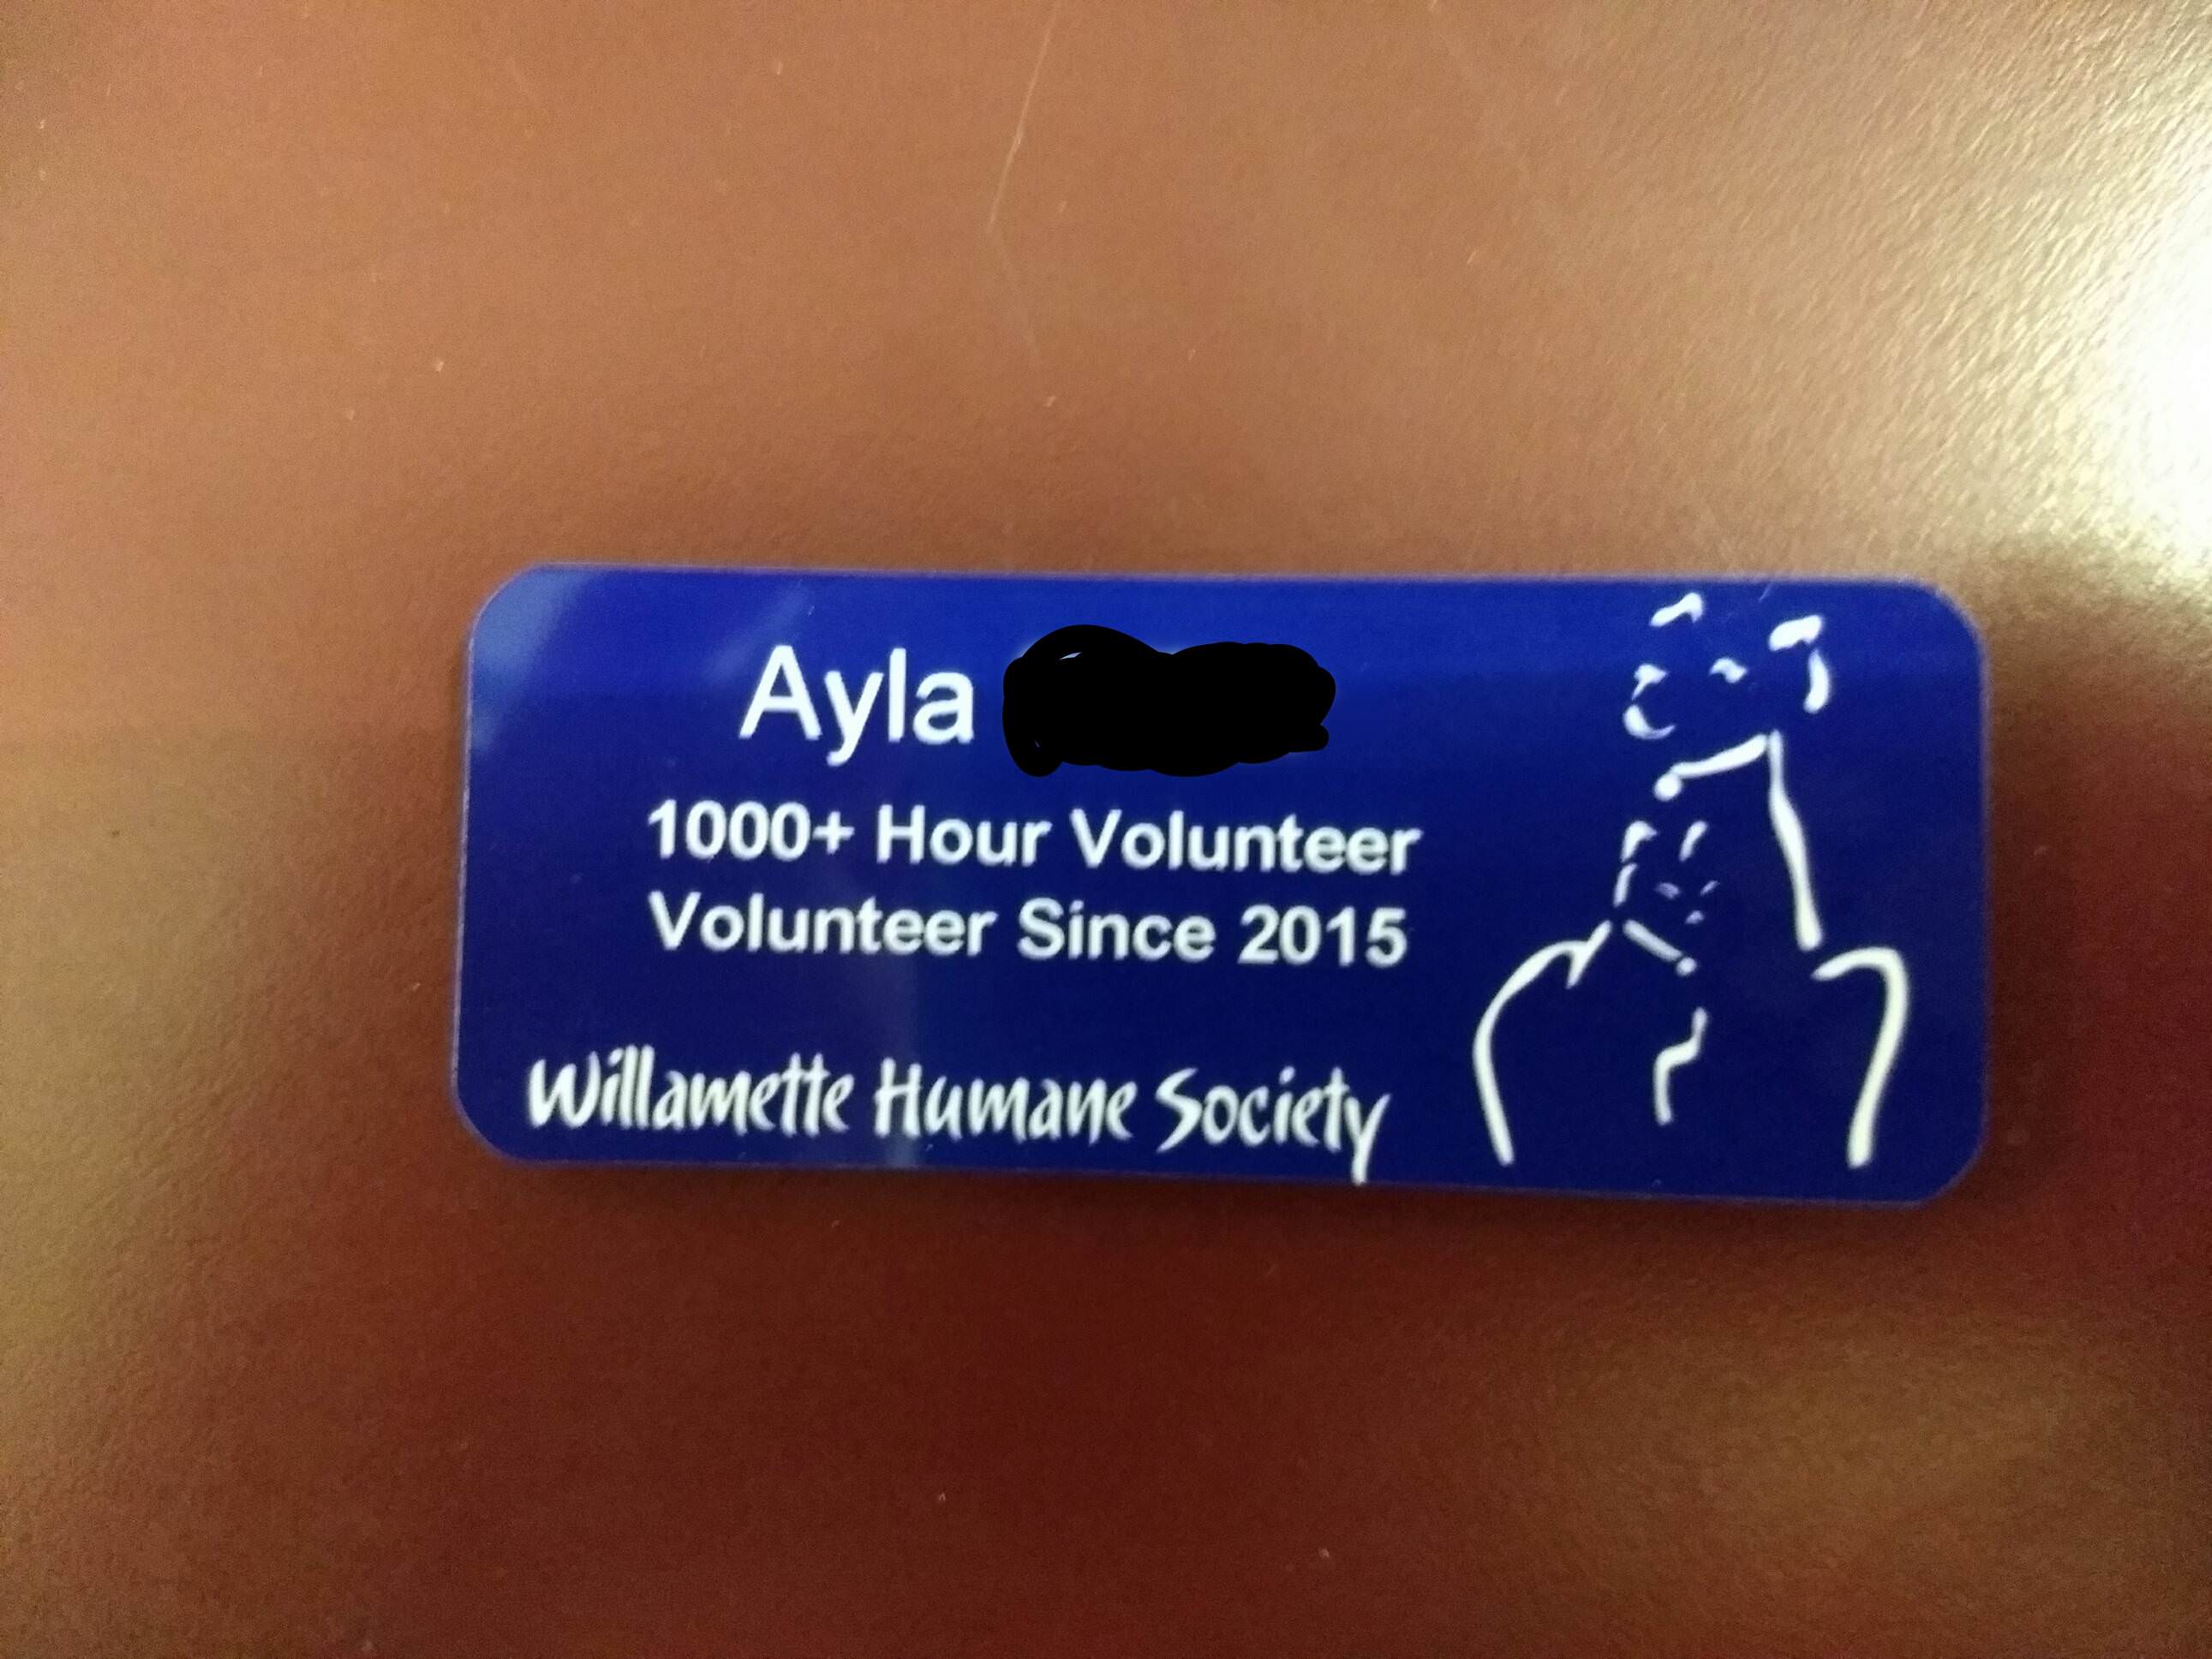 Ayla
1000+ Hour Volunteer
Volunteer Since 2015
Willamette Humane Society